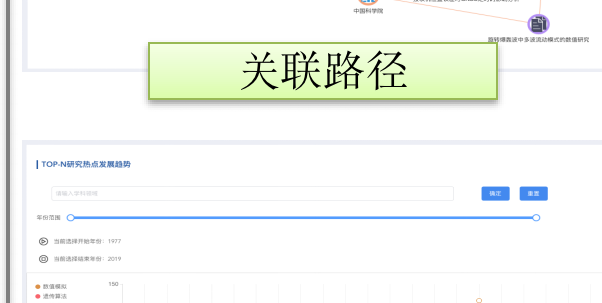 中国科学院
旋转爆轰波中多波流动模式的数值研究
关联路径
TOP-N研究热点发展趋势
请输入学科领域
确定
重置
年份范围
当前选择开始年份：1977
当前选择结束年份：2019
数值模拟
150
遗传算法